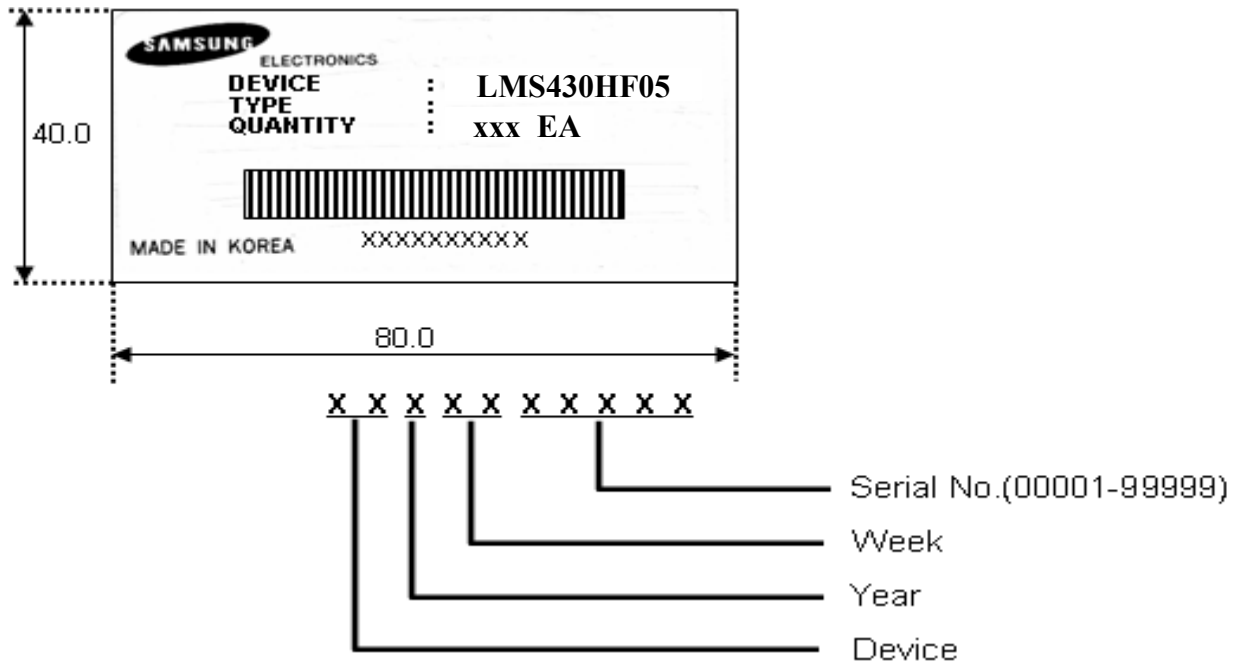 SAMSUNG
ELECTRONICS
DEVICE : LMS430HF05
TYPE :
QUANTITY : xxx EA
40.0
XXXXXXXXXX
MADE IN KOREA
80.0
X X X X X X X X X X
Serial No.(00001-99999)
Week
Year
Device